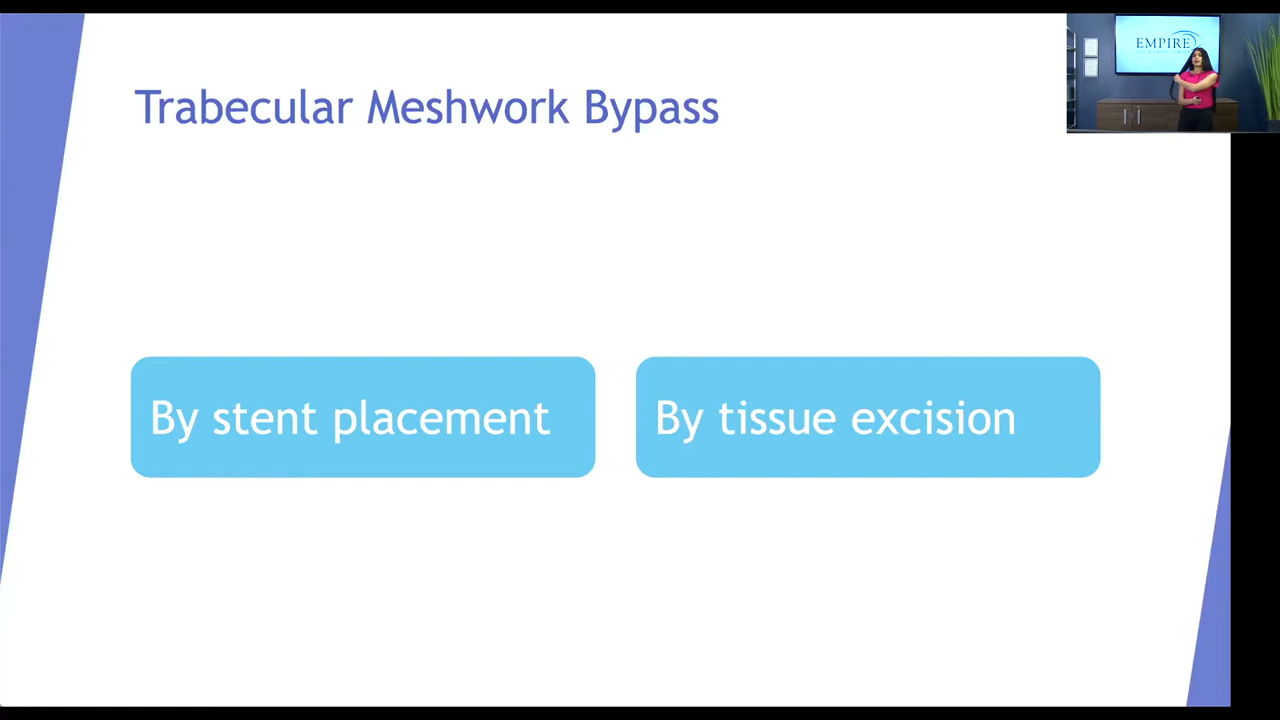 Trabecular Meshwork Bypass
EMPIRE
By stent placement
By tissue excision